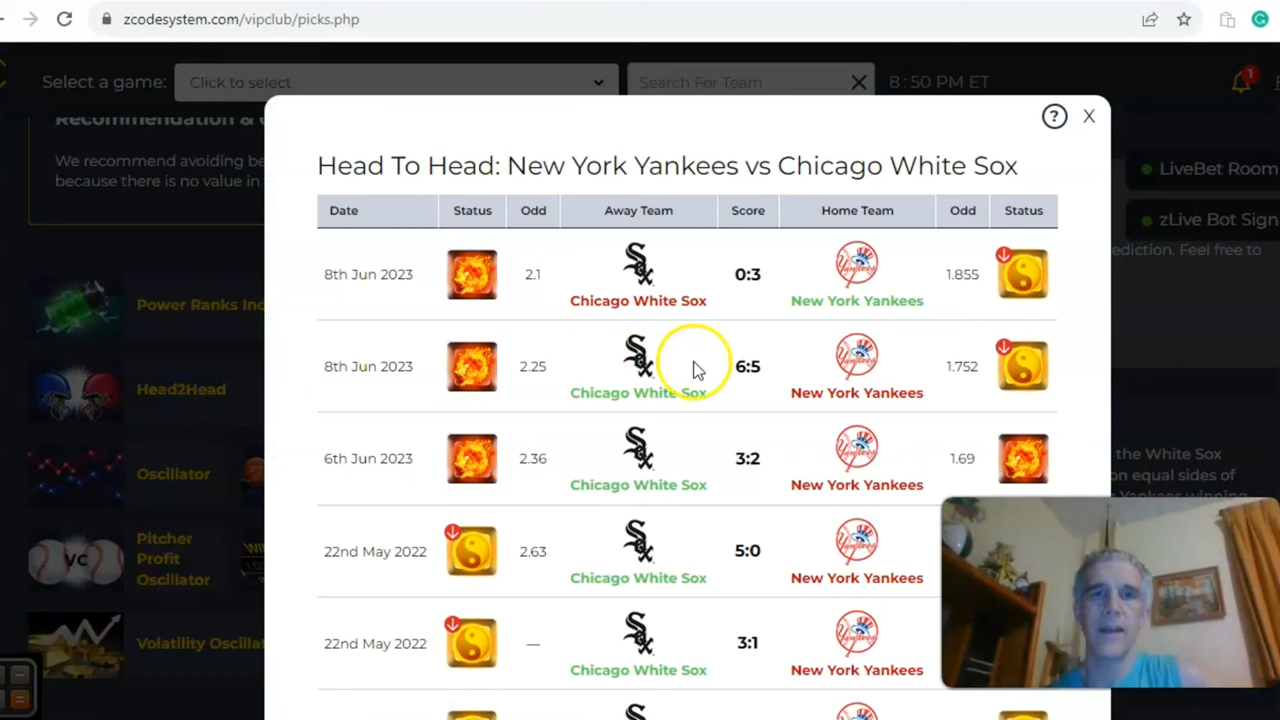 zcodesystem.com/vipclub/picks.php
Select a game: Click to select Search For Team 8:50 PM ET 1
Recommendation &
We recommend avoiding be
because there is no value in
LiveBet Room
zLive Bot Sign
ediction. Feel free to
? X
Head To Head: New York Yankees vs Chicago White Sox
Date Status Odd Away Team Score Home Team Odd Status
8th Jun 2023 2.1 0:3 1.855
Chicago White Sox New York Yankees
8th Jun 2023 2.25 6:5 1.752
Chicago White Sox New York Yankees
6th Jun 2023 2.36 3:2 1.69
Chicago White Sox New York Yankees
22nd May 2022 2.63 5:0
Chicago White Sox New York Yankees
22nd May 2022 — 3:1
Chicago White Sox New York Yankees
Power Ranks In
Head2Head
Oscillator
Pitcher
Profit
Oscillator
VC
Volatility Oscillat
the White Sox
on equal sides of
Yankees winning